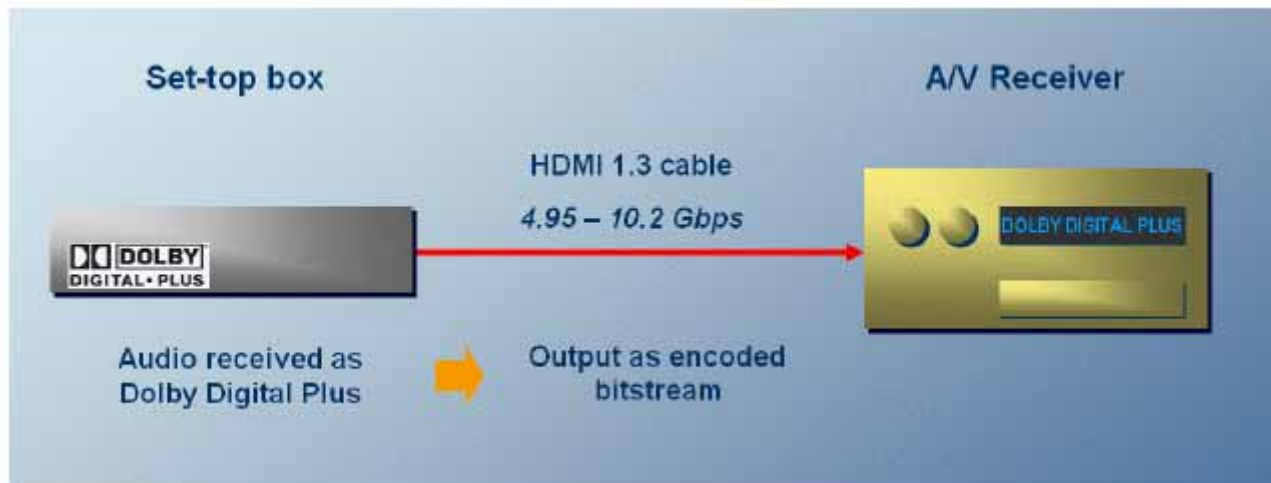 Set-top box
A/V Receiver
HDMI 1.3 cable
4.95 – 10.2 Gbps
DOLBY DIGITAL PLUS
DOLBY
DIGITAL•PLUS
Audio received as
Dolby Digital Plus
Output as encoded
bitstream